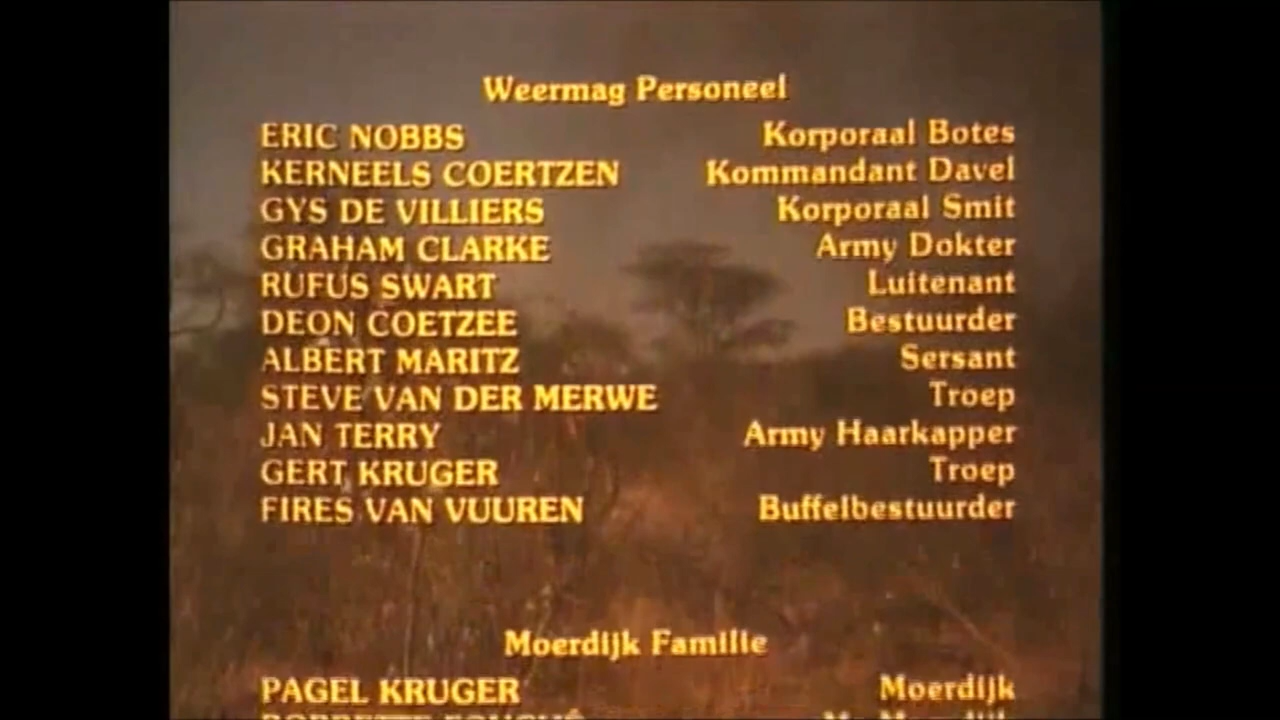 Weermag Personeel
ERIC NOBBS Korporaal Botes
KERNEELS COERTZEN Kommandant Davel
GYS DE VILLIERS Korporaal Smit
GRAHAM CLARKE Army Dokter
RUFUS SWART Luitenant
DEON COETZEE Bestuurder
ALBERT MARITZ Sersant
STEVE VAN DER MERWE Troep
JAN TERRY Army Haarkapper
GERT KRUGER Troep
FIRES VAN VUUREN Buffelbestuurder
Moerdijk Familie
PAGEL KRUGER Moerdijk